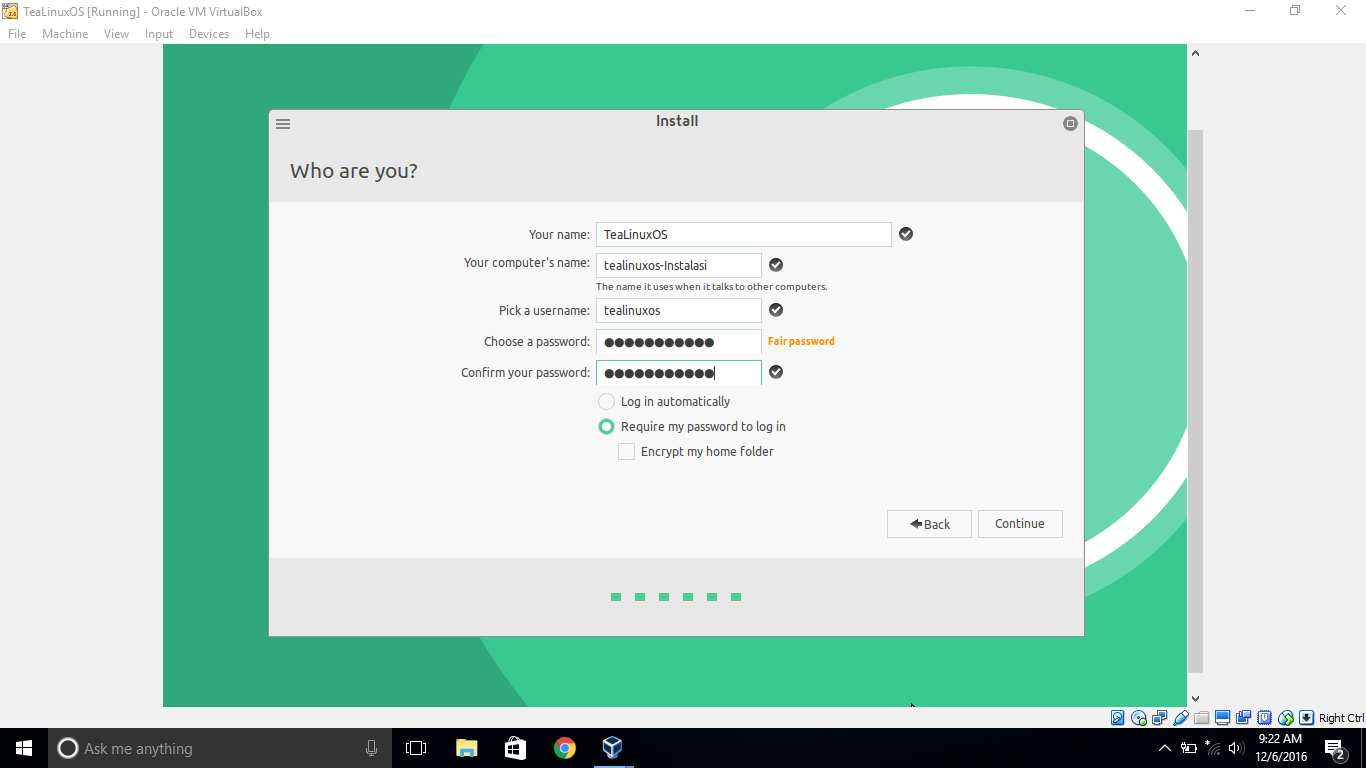 TeaLinuxOS [Running] - Oracle VM VirtualBox
File Machine View Input Devices Help
Install
Who are you?
Your name: TeaLinuxOS
Your computer's name: tealinuxos-Instalasi
The name it uses when it talks to other computers.
Pick a username: tealinuxos
Choose a password: ●●●●●●●●●●● Fair password
Confirm your password: ●●●●●●●●●●●
Log in automatically
Require my password to log in
Encrypt my home folder
Back Continue
Right Ctrl
Ask me anything
9:22 AM
12/6/2016
2